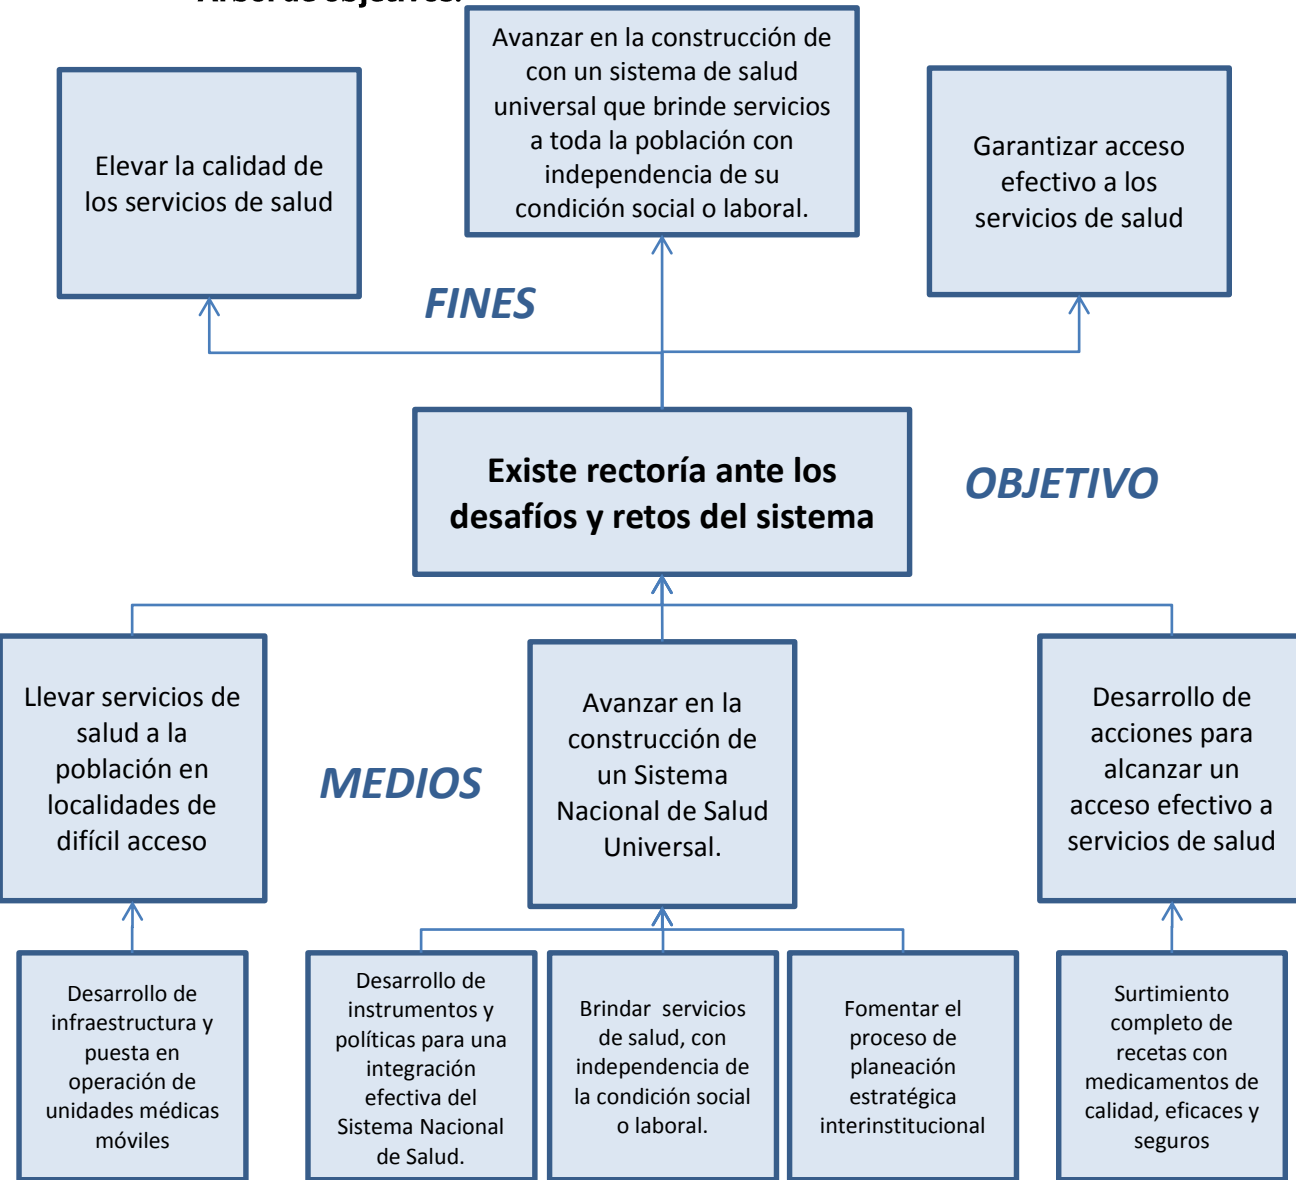 Árbol de objetivos.
Avanzar en la construcción de
con un sistema de salud
universal que brinde servicios
a toda la población con
independencia de su
condición social o laboral.
Elevar la calidad de
los servicios de salud
Garantizar acceso
efectivo a los
servicios de salud
FINES
Existe rectoría ante los
desafíos y retos del sistema
OBJETIVO
Llevar servicios de
salud a la
población en
localidades de
difícil acceso
MEDIOS
Avanzar en la
construcción de
un Sistema
Nacional de Salud
Universal.
Desarrollo de
acciones para
alcanzar un
acceso efectivo a
servicios de salud
Desarrollo de
infraestructura y
puesta en
operación de
unidades médicas
móviles
Desarrollo de
instrumentos y
políticas para una
integración
efectiva del
Sistema Nacional
de Salud.
Brindar servicios
de salud, con
independencia de
la condición social
o laboral.
Fomentar el
proceso de
planeación
estratégica
interinstitucional
Surtimiento
completo de
recetas con
medicamentos de
calidad, eficaces y
seguros